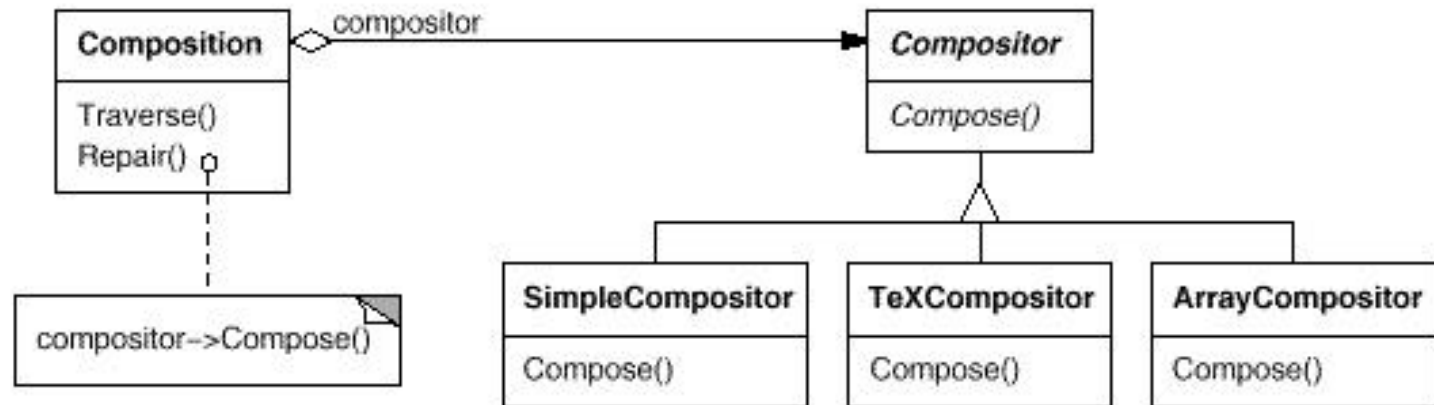 Composition
Traverse()
Repair()
compositor
Compositor
Compose()
compositor->Compose()
SimpleCompositor
Compose()
TeXCompositor
Compose()
ArrayCompositor
Compose()